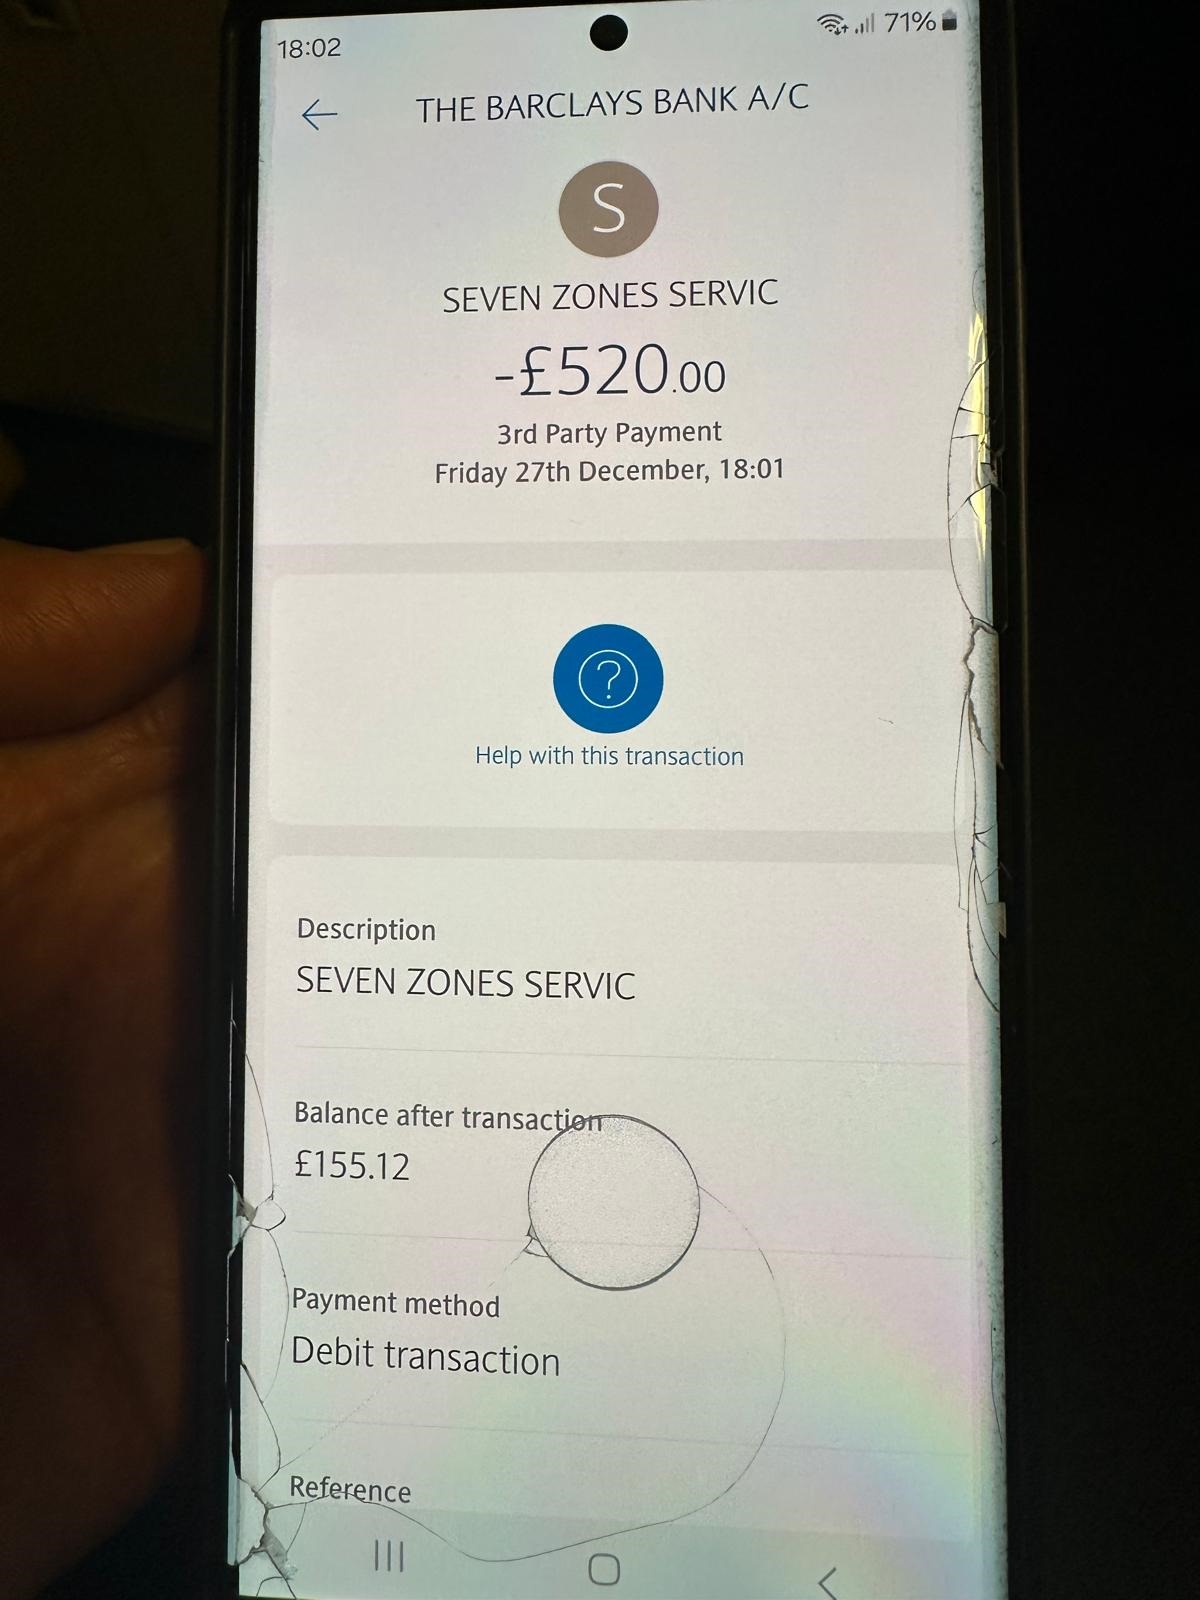 18:02
71%
THE BARCLAYS BANK A/C
S
SEVEN ZONES SERVIC
-£520.00
3rd Party Payment
Friday 27th December, 18:01
?
Help with this transaction
Description
SEVEN ZONES SERVIC
Balance after transaction
£155.12
Payment method
Debit transaction
Reference